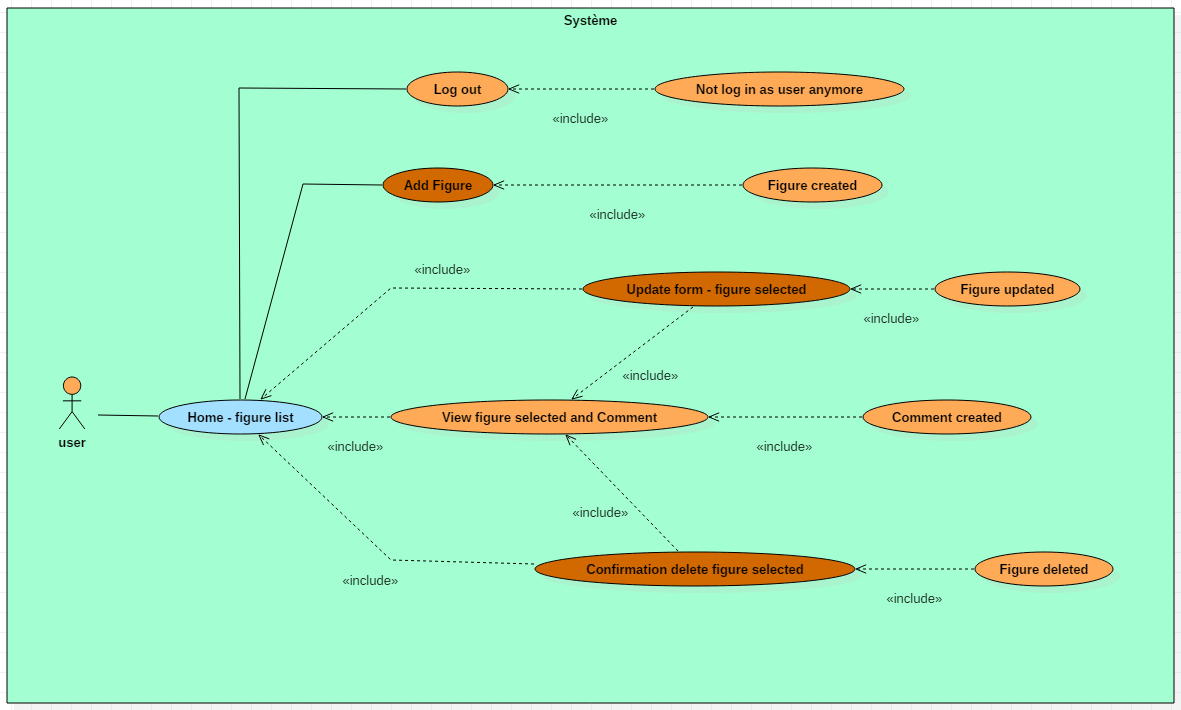 Système
Log out
Not log in as user anymore
«include»
Add Figure
Figure created
«include»
«include»
Update form - figure selected
Figure updated
«include»
«include»
user
Home - figure list
View figure selected and Comment
Comment created
«include»
«include»
«include»
Confirmation delete figure selected
Figure deleted
«include»
«include»